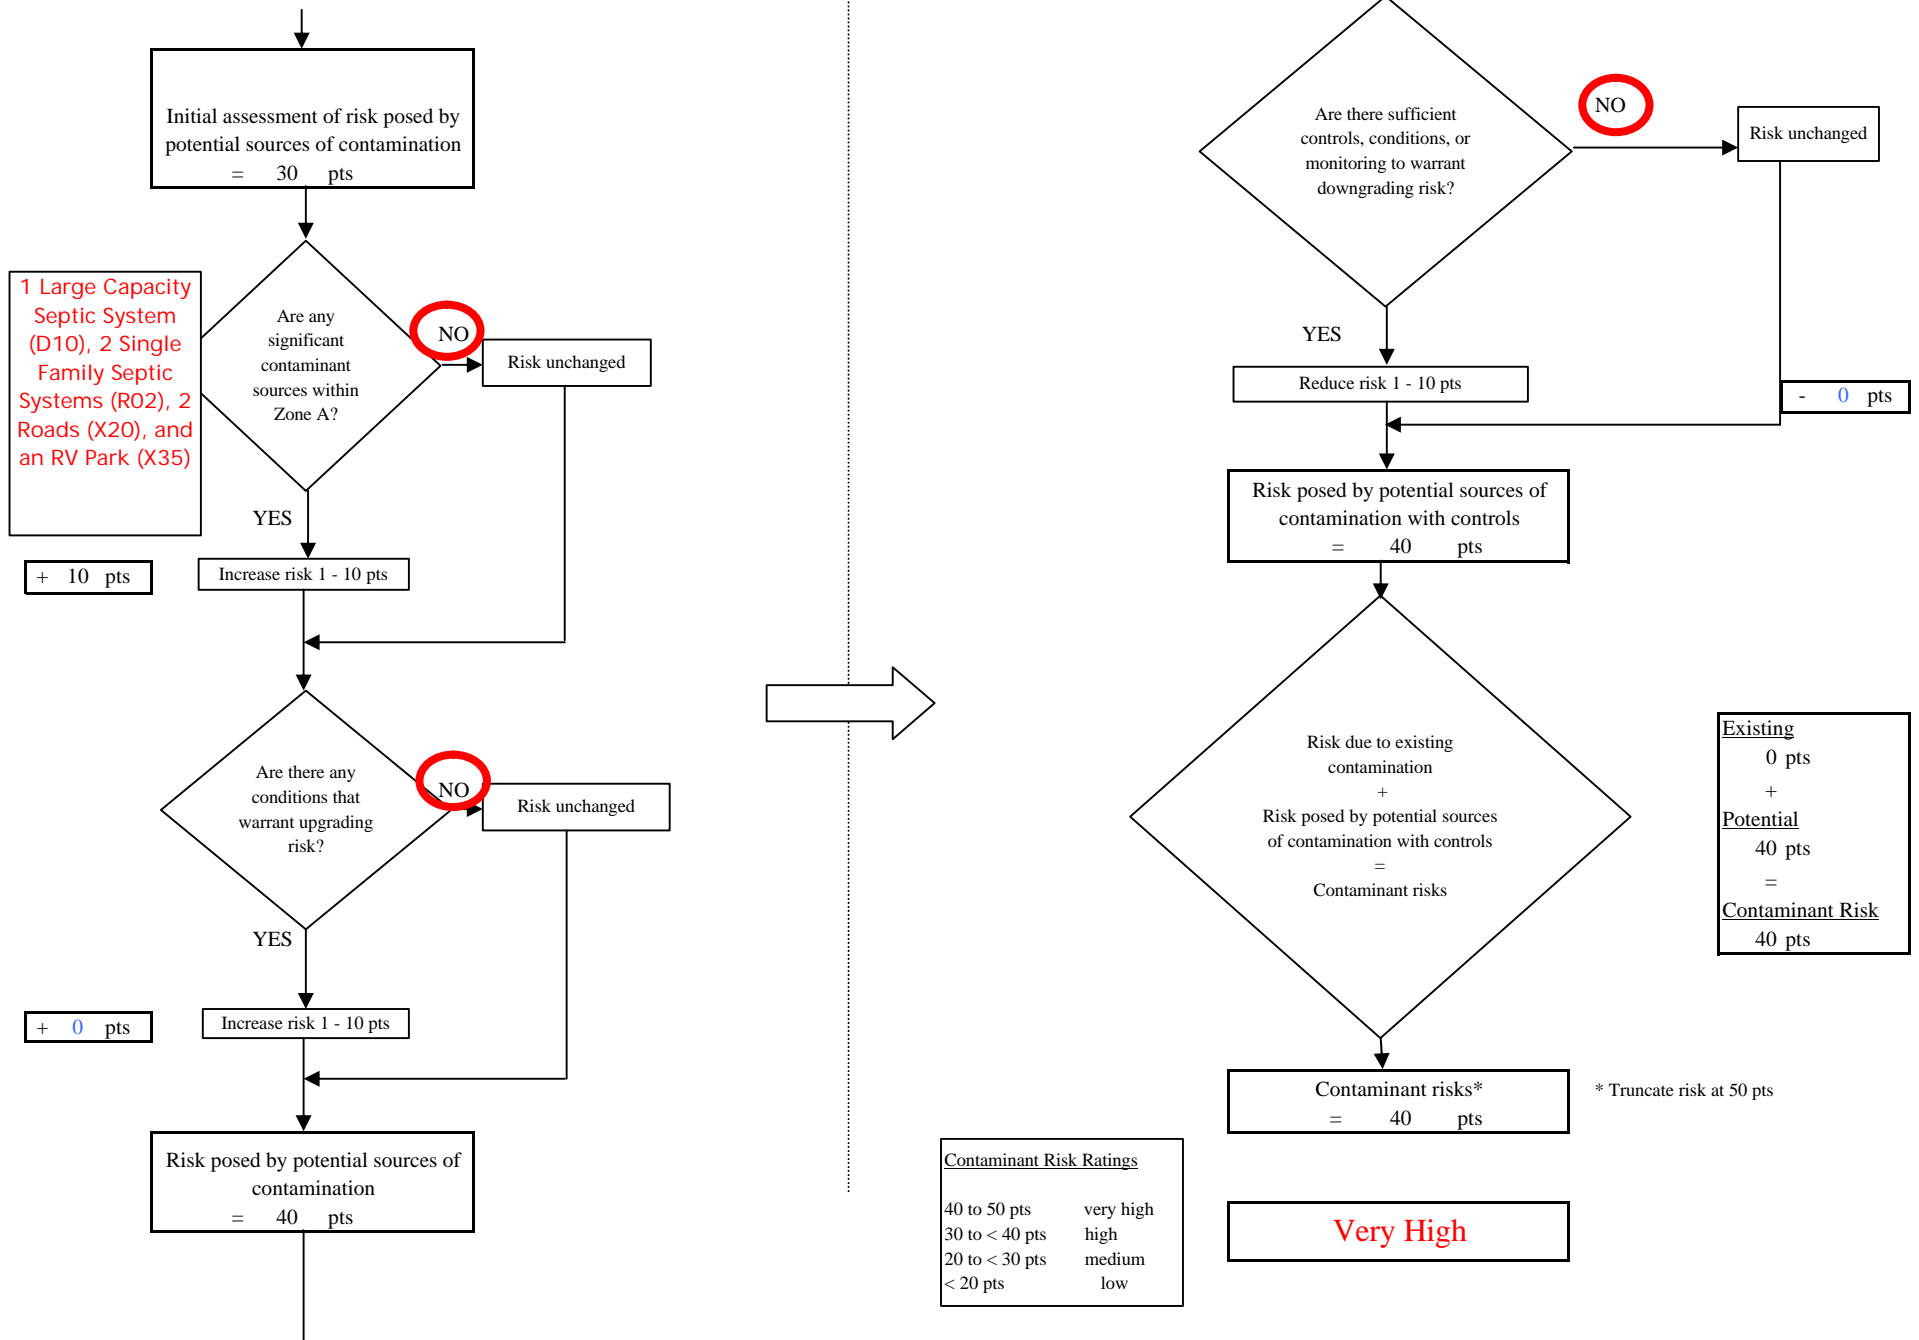 Initial assessment of risk posed by
potential sources of contamination
= 30 pts
1 Large Capacity
Septic System
(D10), 2 Single
Family Septic
Systems (R02), 2
Roads (X20), and
an RV Park (X35)
Are any
significant
contaminant
sources within
Zone A?
NO
Risk unchanged
YES
+ 10 pts
Increase risk 1 - 10 pts
Are there any
conditions that
warrant upgrading
risk?
NO
Risk unchanged
YES
+ 0 pts
Increase risk 1 - 10 pts
Risk posed by potential sources of
contamination
= 40 pts
Are there sufficient
controls, conditions, or
monitoring to warrant
downgrading risk?
NO
Risk unchanged
YES
Reduce risk 1 - 10 pts
- 0 pts
Risk posed by potential sources of
contamination with controls
= 40 pts
Risk due to existing
contamination
+
Risk posed by potential sources
of contamination with controls
=
Contaminant risks
Existing
0 pts
+
Potential
40 pts
=
Contaminant Risk
40 pts
Contaminant risks*
= 40 pts
* Truncate risk at 50 pts
Contaminant Risk Ratings
40 to 50 pts very high
30 to < 40 pts high
20 to < 30 pts medium
< 20 pts low
Very High